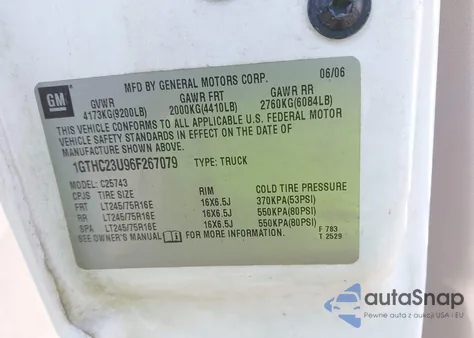 MFD BY GENERAL MOTORS CORP. 06/06
GM
GVWR GAWR FRT GAWR RR
4173KG(9200LB) 2000KG(4410LB) 2760KG(6084LB)
THIS VEHICLE CONFORMS TO ALL APPLICABLE U.S. FEDERAL MOTOR
VEHICLE SAFETY STANDARDS IN EFFECT ON THE DATE OF
MANUFACTURE SHOWN ABOVE.
1GTHC23U96F267079 TYPE: TRUCK
MODEL: C25743
CPJS TIRE SIZE RIM COLD TIRE PRESSURE
FRT LT245/75R16E 16X6.5J 370KPA(53PSI)
RR LT245/75R16E 16X6.5J 550KPA(80PSI)
SPA LT245/75R16E 16X6.5J 550KPA(80PSI)
SEE OWNER'S MANUAL FOR MORE INFORMATION. F 783
T 2529
autoSnap
Pewne auta z aukcji USA i EU